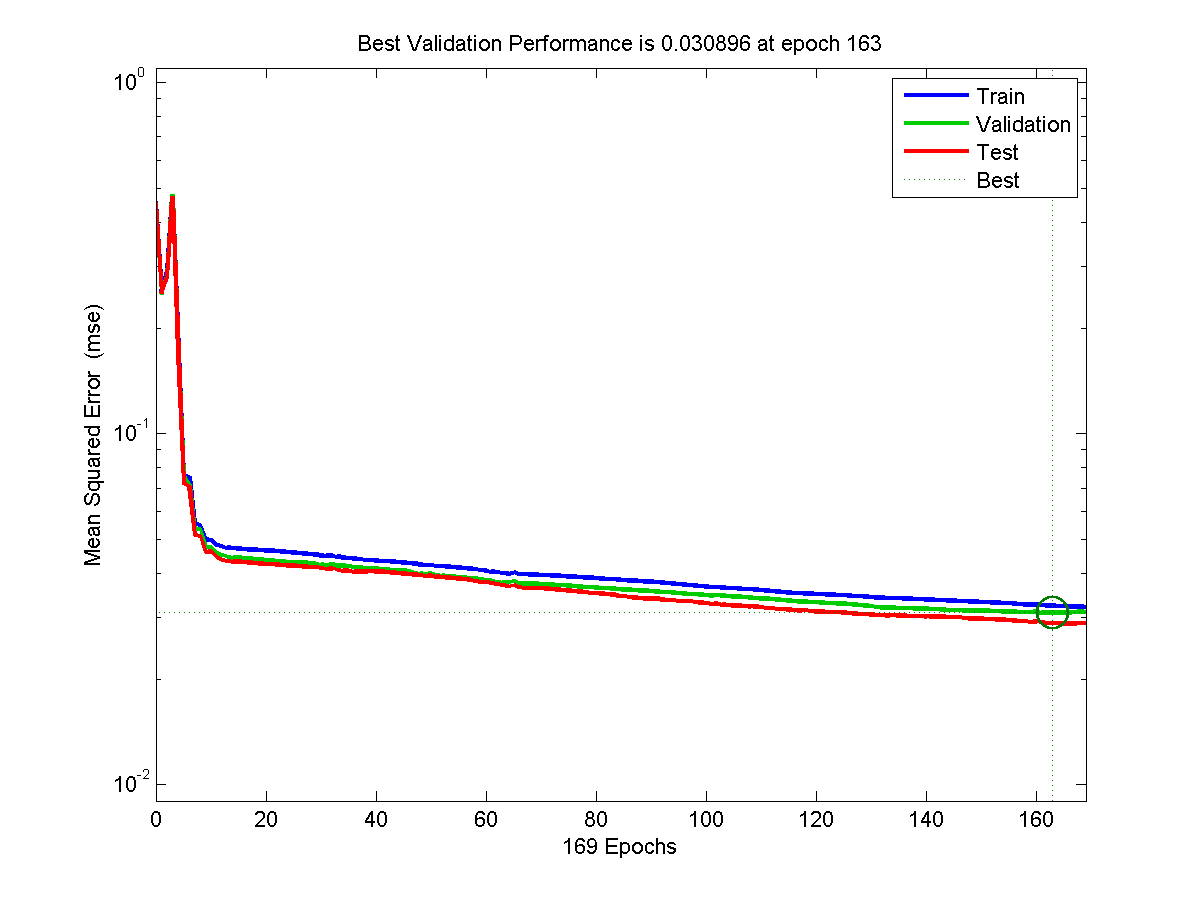 Best Validation Performance is 0.030896 at epoch 163
Train
Validation
Test
Best
Mean Squared Error (mse)
10^0
10^-1
10^-2
0 20 40 60 80 100 120 140 160
169 Epochs